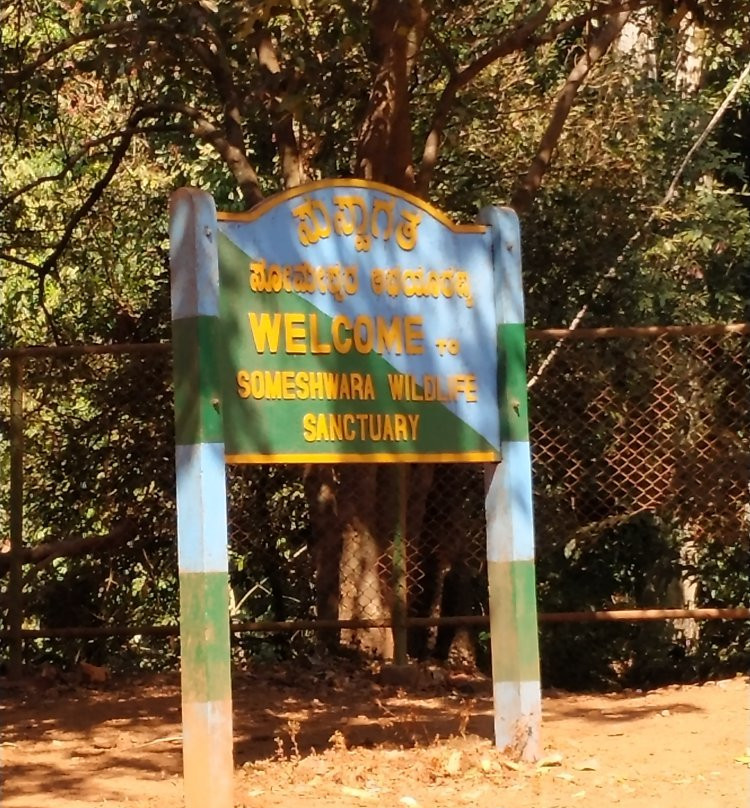 ಸುಸ್ವಾಗತ
ಸೋಮೇಶ್ವರ ಅಭಯಾರಣ್ಯ
WELCOME TO
SOMESHWARA WILDLIFE
SANCTUARY